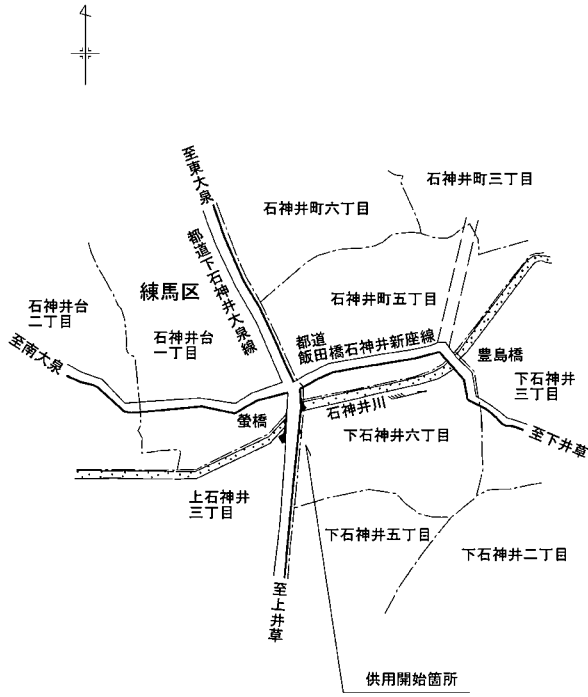 4
至東大泉
都道下石神井大泉線
石神井町三丁目
石神井町六丁目
練馬区
石神井町五丁目
石神井台
二丁目
石神井台
一丁目
至南大泉
都道
飯田橋石神井新座線
豊島橋
下石神井
三丁目
螢橋
石神井川
下石神井六丁目
至下井草
上石神井
三丁目
下石神井五丁目
下石神井二丁目
至上井草
供用開始箇所